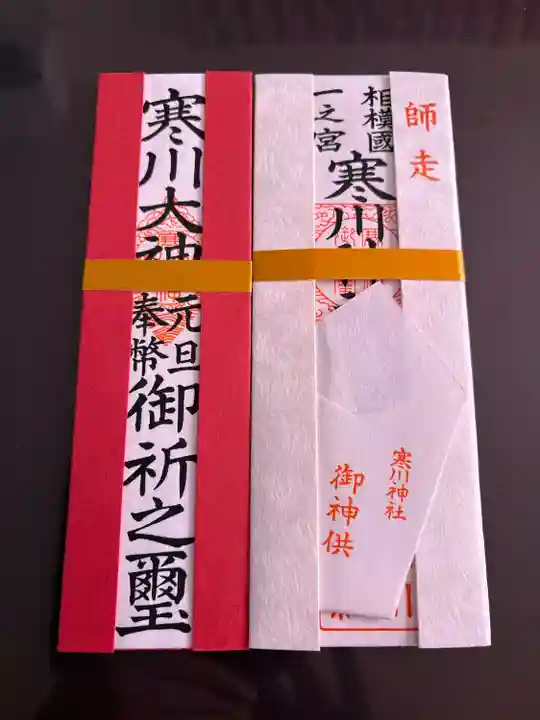 師走
相模國
一之宮
寒川
寒川神社
御神供
寒川大神
元旦
奉幣
御祈之璽